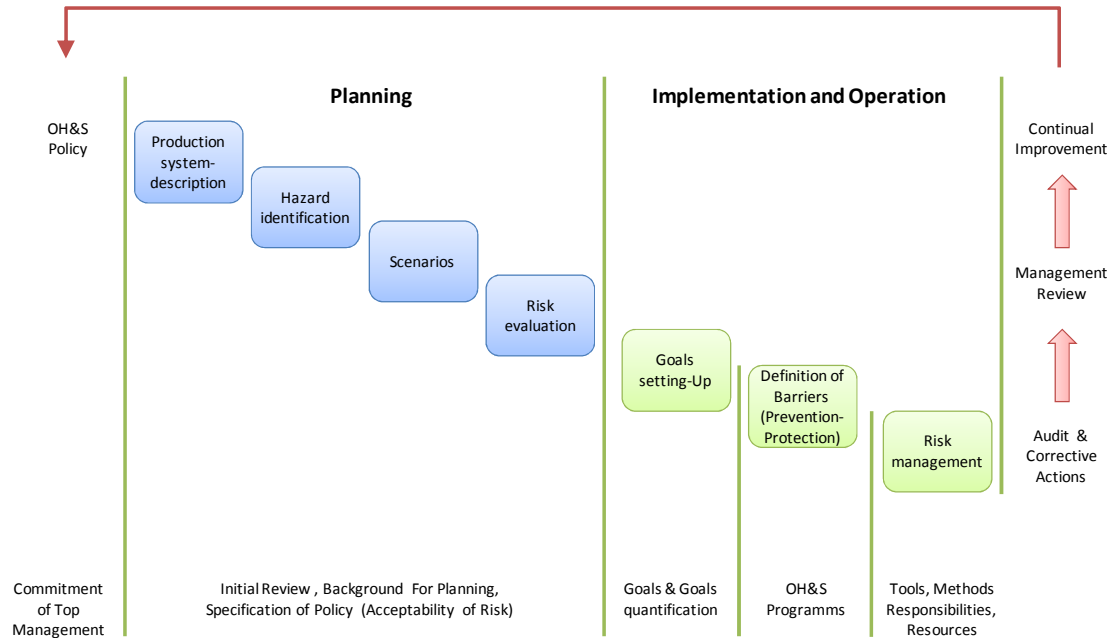 Planning
Implementation and Operation
OH&S
Policy
Production
system-
description
Hazard
identification
Scenarios
Risk
evaluation
Goals
setting-Up
Definition of
Barriers
(Prevention-
Protection)
Risk
management
Continual
Improvement
Management
Review
Audit &
Corrective
Actions
Commitment
of Top
Management
Initial Review , Background For Planning,
Specification of Policy (Acceptability of Risk)
Goals & Goals
quantification
OH&S
Programms
Tools, Methods
Responsibilities,
Resources